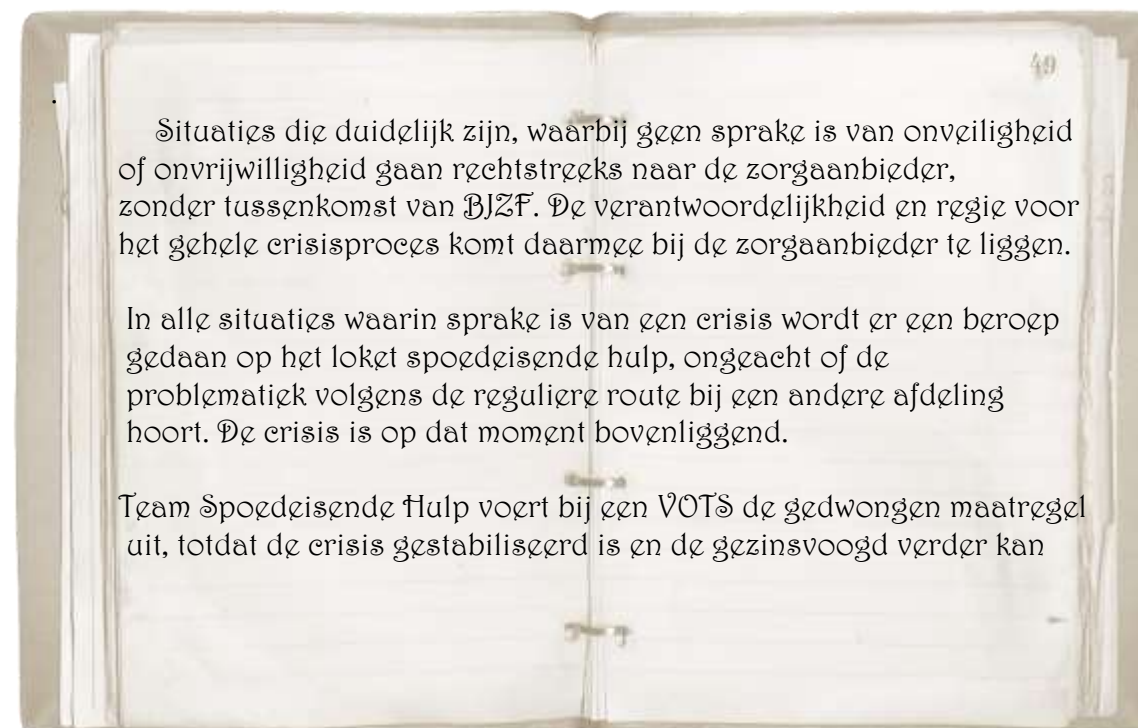 49
.
Situaties die duidelijk zijn, waarbij geen sprake is van onveiligheid
of onvrijwilligheid gaan rechtstreeks naar de zorgaanbieder,
zonder tussenkomst van BJZF. De verantwoordelijkheid en regie voor
het gehele crisisproces komt daarmee bij de zorgaanbieder te liggen.
In alle situaties waarin sprake is van een crisis wordt er een beroep
gedaan op het loket spoedeisende hulp, ongeacht of de
problematiek volgens de reguliere route bij een andere afdeling
hoort. De crisis is op dat moment bovenliggend.
Team Spoedeisende Hulp voert bij een VOTS de gedwongen maatregel
uit, totdat de crisis gestabiliseerd is en de gezinsvoogd verder kan